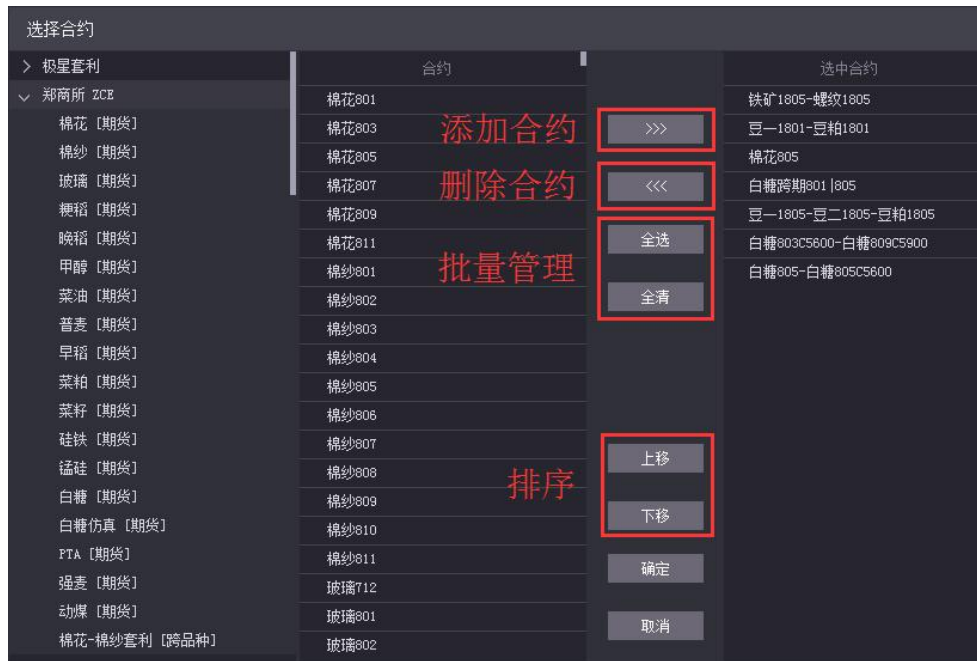 选择合约
极星套利
郑商所 ZCE
棉花 [期货]
棉纱 [期货]
玻璃 [期货]
粳稻 [期货]
晚稻 [期货]
甲醇 [期货]
菜油 [期货]
普麦 [期货]
早稻 [期货]
菜粕 [期货]
菜籽 [期货]
硅铁 [期货]
锰硅 [期货]
白糖 [期货]
白糖仿真 [期货]
PTA [期货]
强麦 [期货]
动煤 [期货]
棉花-棉纱套利 [跨品种]
合约
棉花801
棉花803
棉花805
棉花807
棉花809
棉花811
棉纱801
棉纱802
棉纱803
棉纱804
棉纱805
棉纱806
棉纱807
棉纱808
棉纱809
棉纱810
棉纱811
玻璃712
玻璃801
玻璃802
添加合约
>>>
删除合约
<<<
批量管理
全选
全清
排序
上移
下移
确定
取消
选中合约
铁矿1805-螺纹1805
豆一1801-豆粕1801
棉花805
白糖跨期801|805
豆一1805-豆二1805-豆粕1805
白糖803C5600-白糖809C5900
白糖805-白糖805C5600